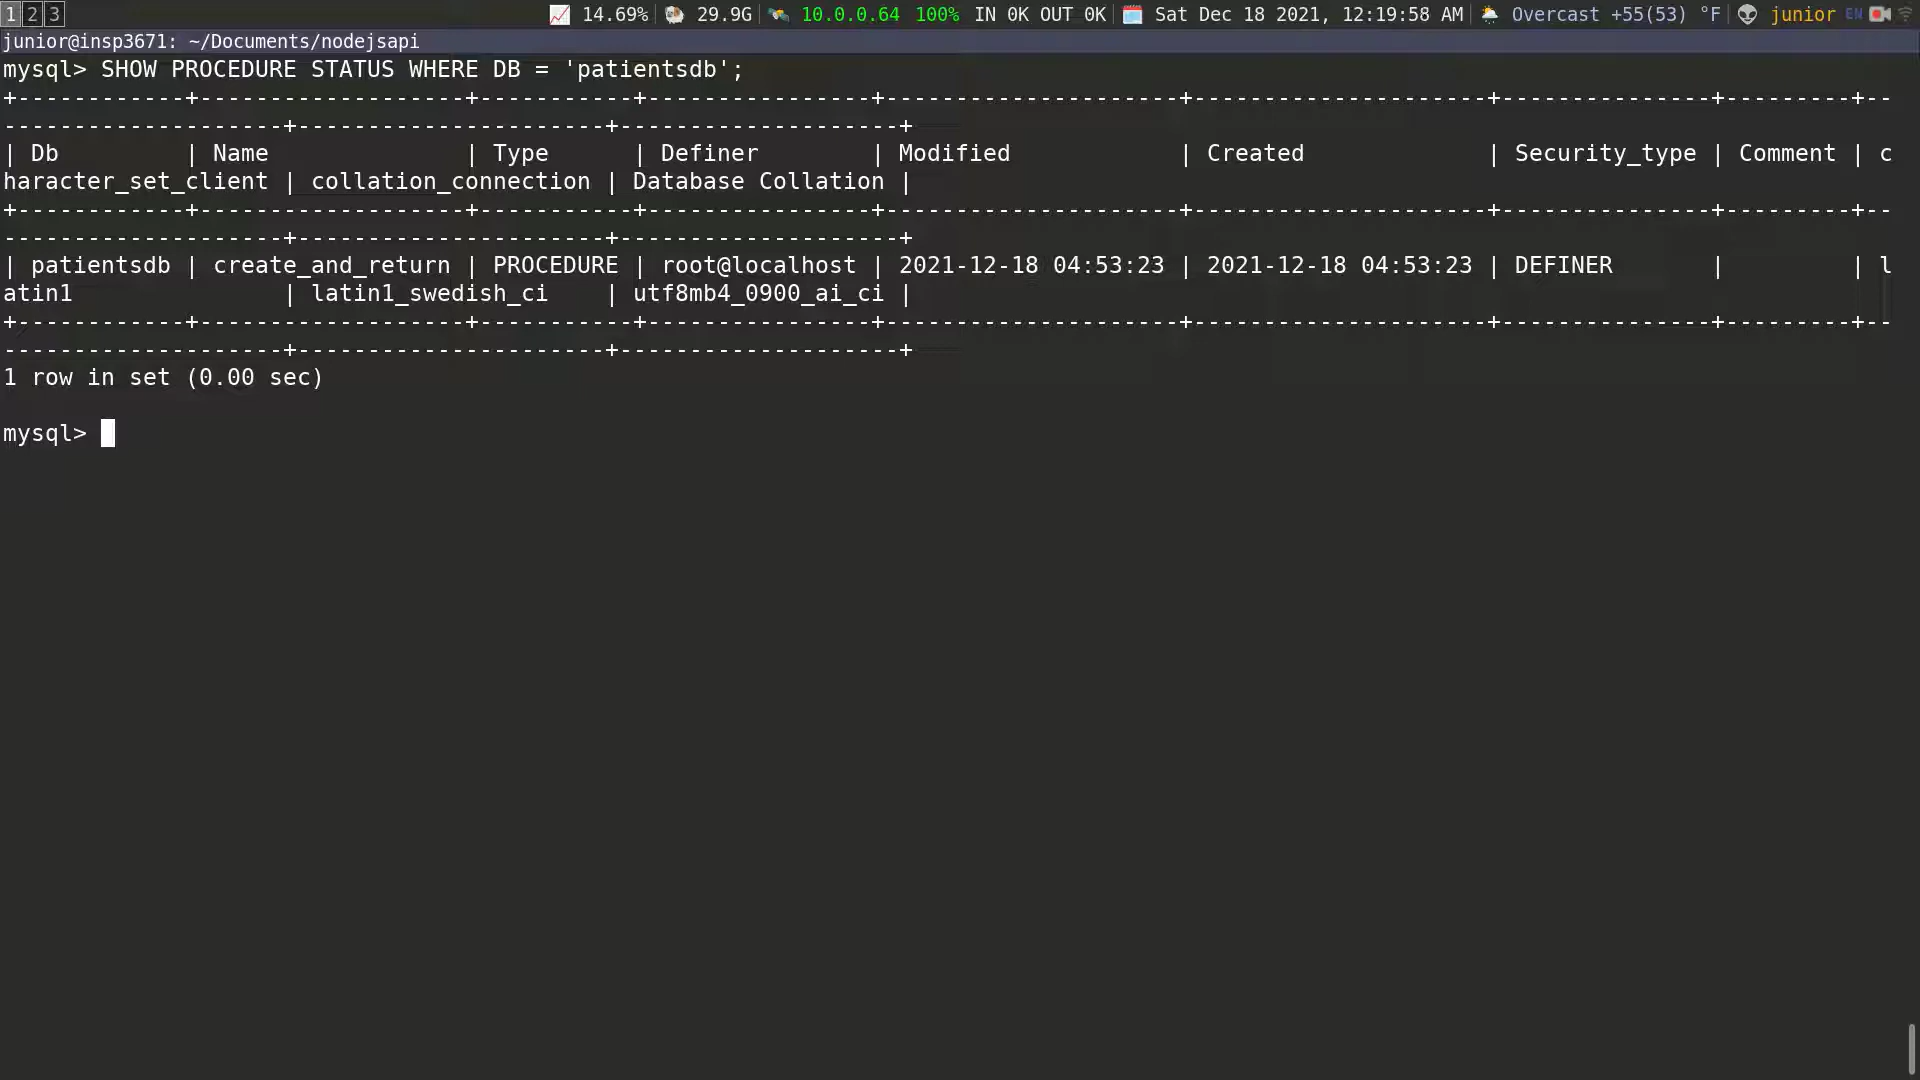 1 2 3 14.69% 29.9G 10.0.0.64 100% IN 0K OUT 0K Sat Dec 18 2021, 12:19:58 AM Overcast +55(53) °F junior EN
junior@insp3671: ~/Documents/nodejsapi
mysql> SHOW PROCEDURE STATUS WHERE DB = 'patientsdb';
+------------+-------------------+-----------+----------------+---------------------+---------------------+---------------+---------+--
--------------------+----------------------+--------------------+
| Db         | Name              | Type      | Definer        | Modified            | Created             | Security_type | Comment | c
haracter_set_client | collation_connection | Database Collation |
+------------+-------------------+-----------+----------------+---------------------+---------------------+---------------+---------+--
--------------------+----------------------+--------------------+
| patientsdb | create_and_return | PROCEDURE | root@localhost | 2021-12-18 04:53:23 | 2021-12-18 04:53:23 | DEFINER       |         | l
atin1               | latin1_swedish_ci    | utf8mb4_0900_ai_ci |
+------------+-------------------+-----------+----------------+---------------------+---------------------+---------------+---------+--
--------------------+----------------------+--------------------+
1 row in set (0.00 sec)
mysql>